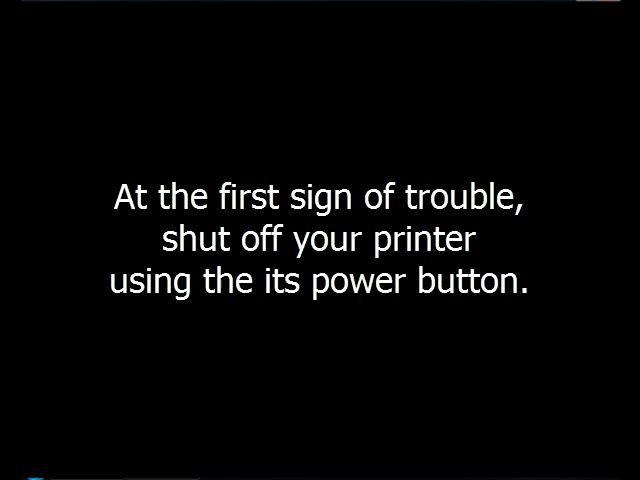 At the first sign of trouble,
shut off your printer
using the its power button.